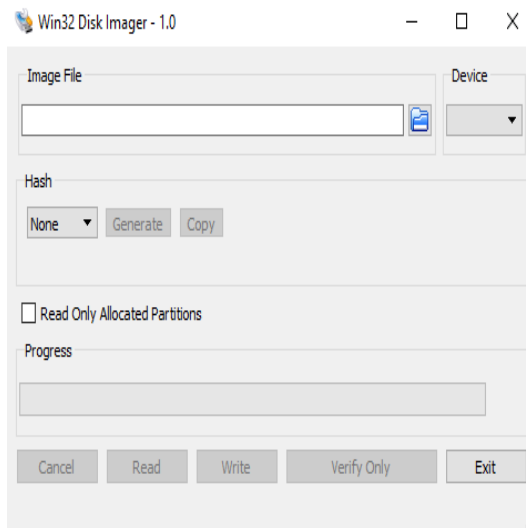 Win32 Disk Imager - 1.0
Image File
Device
Hash
None
Generate
Copy
Read Only Allocated Partitions
Progress
Cancel
Read
Write
Verify Only
Exit